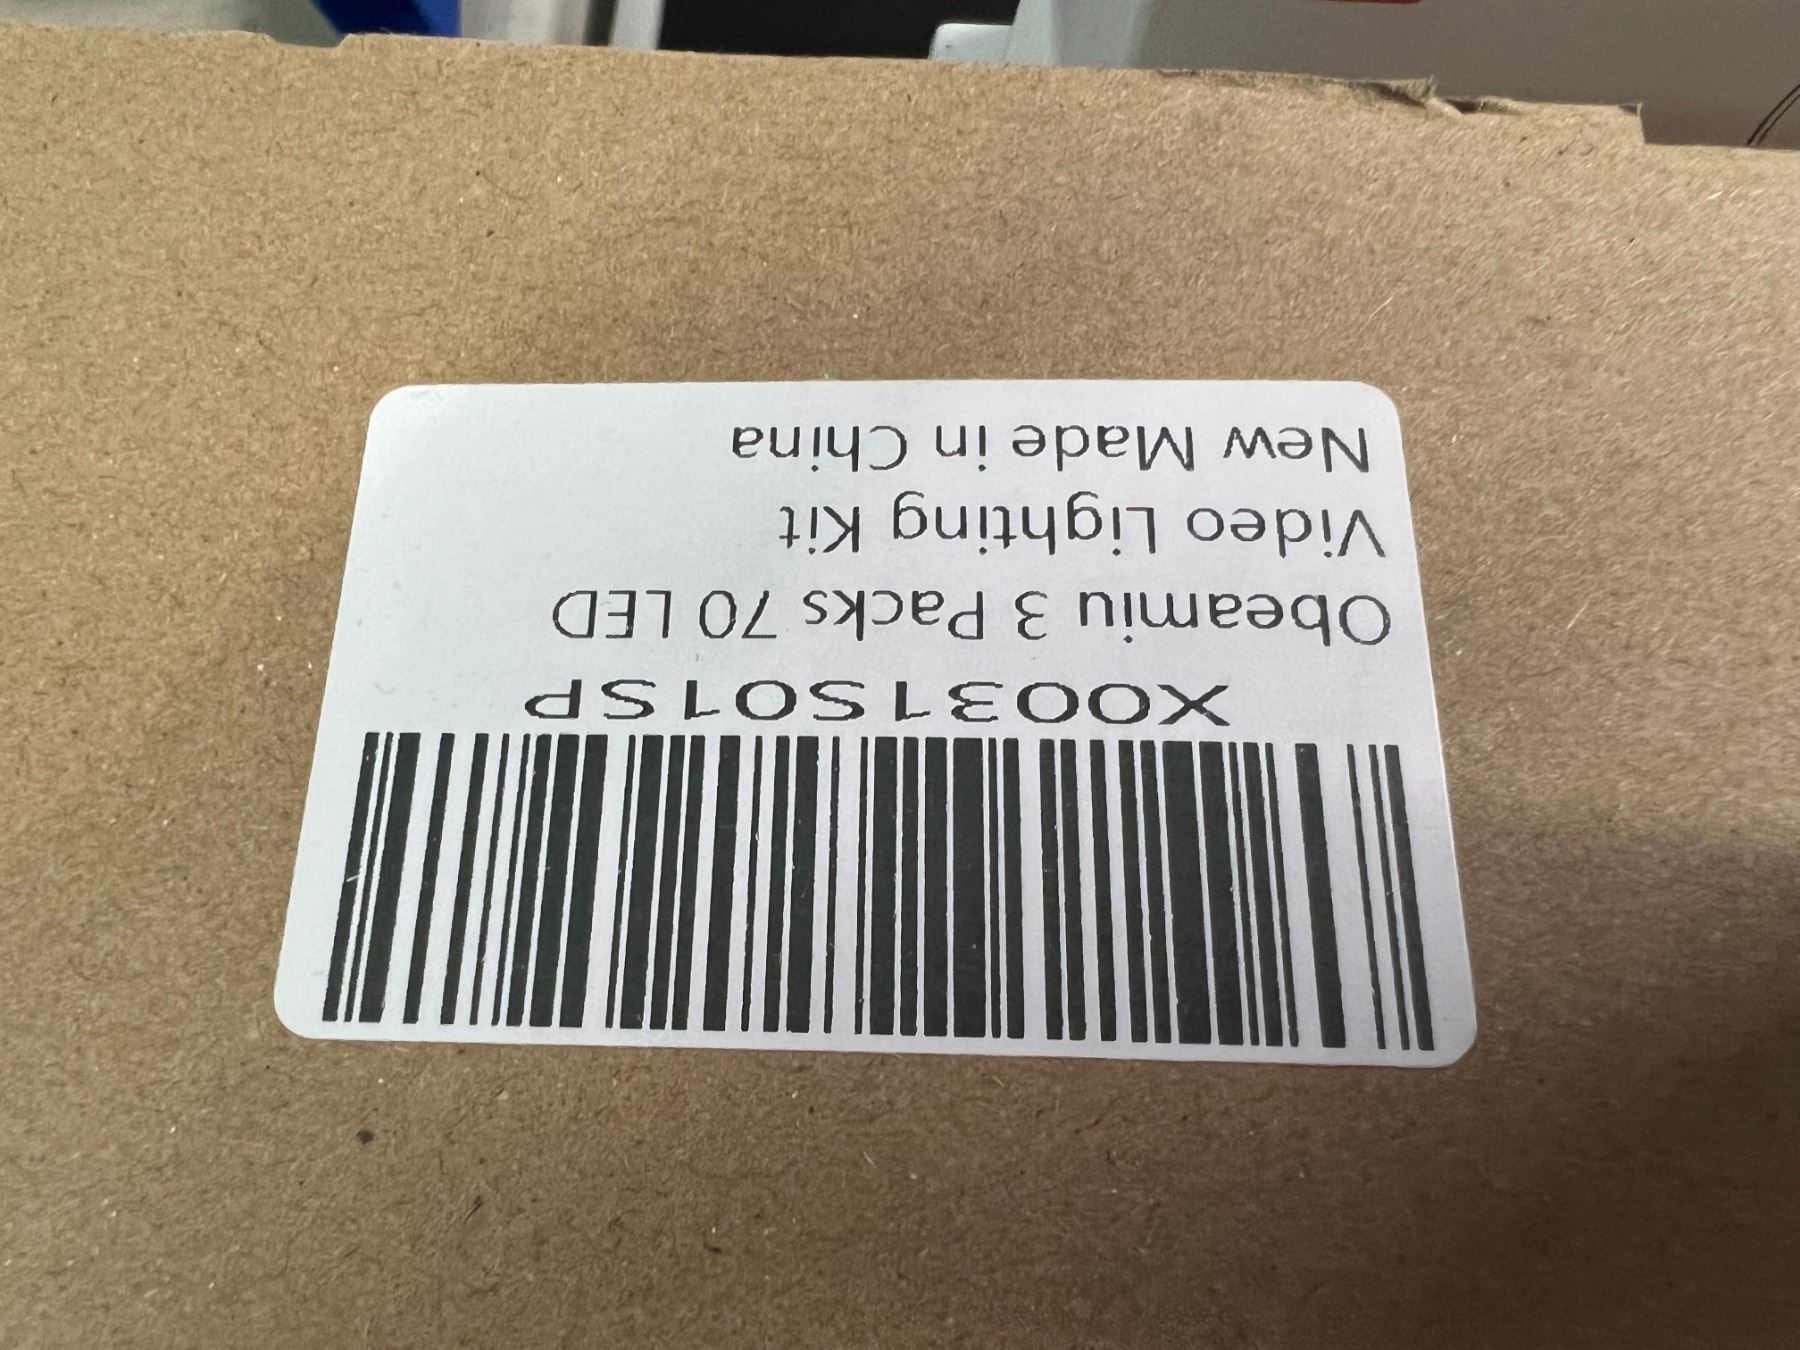 X0031S01SP
Obeamiu 3 Packs 70 LED
Video Lighting Kit
New Made in China